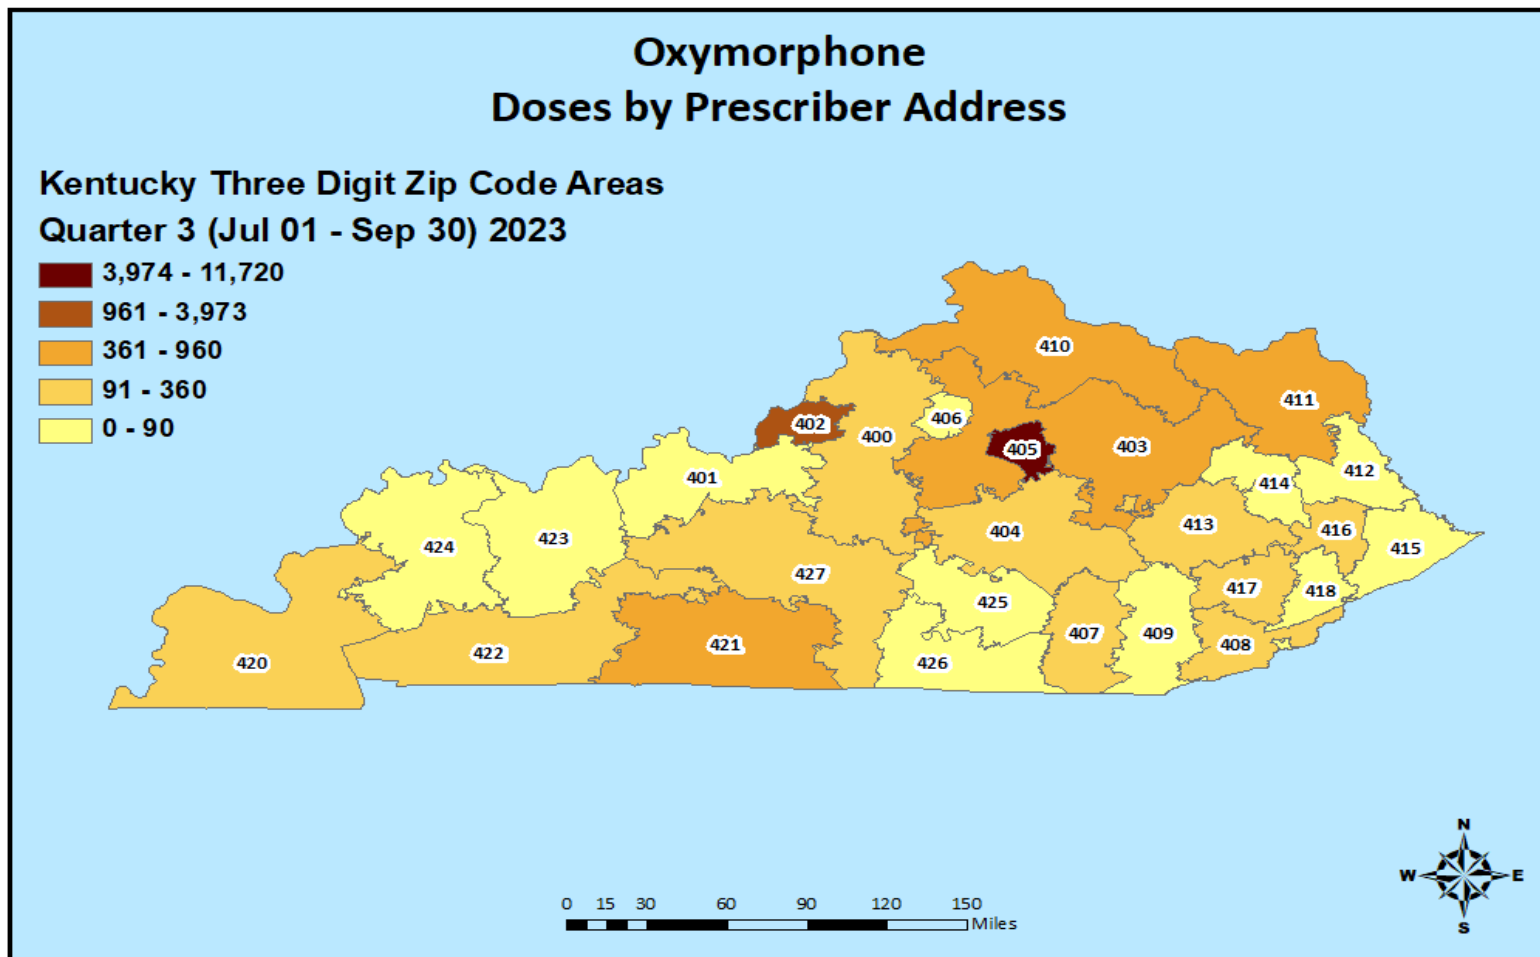 Oxymorphone
Doses by Prescriber Address
Kentucky Three Digit Zip Code Areas
Quarter 3 (Jul 01 - Sep 30) 2023
3,974 - 11,720
961 - 3,973
361 - 960
91 - 360
0 - 90
410
411
402
400
406
405
403
401
412
414
424
423
404
413
416
415
427
425
417
418
420
422
421
426
407
409
408
N
W E
S
0 15 30 60 90 120 150
Miles